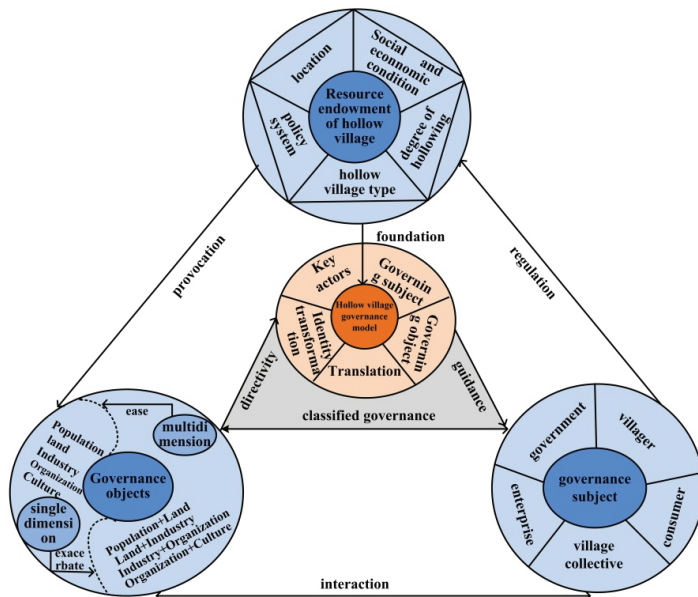 location
Social and
econnomic
condition
Resource
endowment
of hollow
village
policy
system
degree of
hollowing
hollow
village type
provocation
foundation
regulation
Key
actors
Governin
g subject
Hollow village
governance
model
Identity
transforma
tion
Governin
g object
Translation
directivity
guidance
classified governance
ease
multidi
mension
Population
land
Industry
Organization
Culture
Governance
objects
single
dimensi
on
exace
rbate
Population+Land
Land+Inndustry
Industry+Organization
Organization+Culture
government
villager
governance
subject
enterprise
consumer
village
collective
interaction